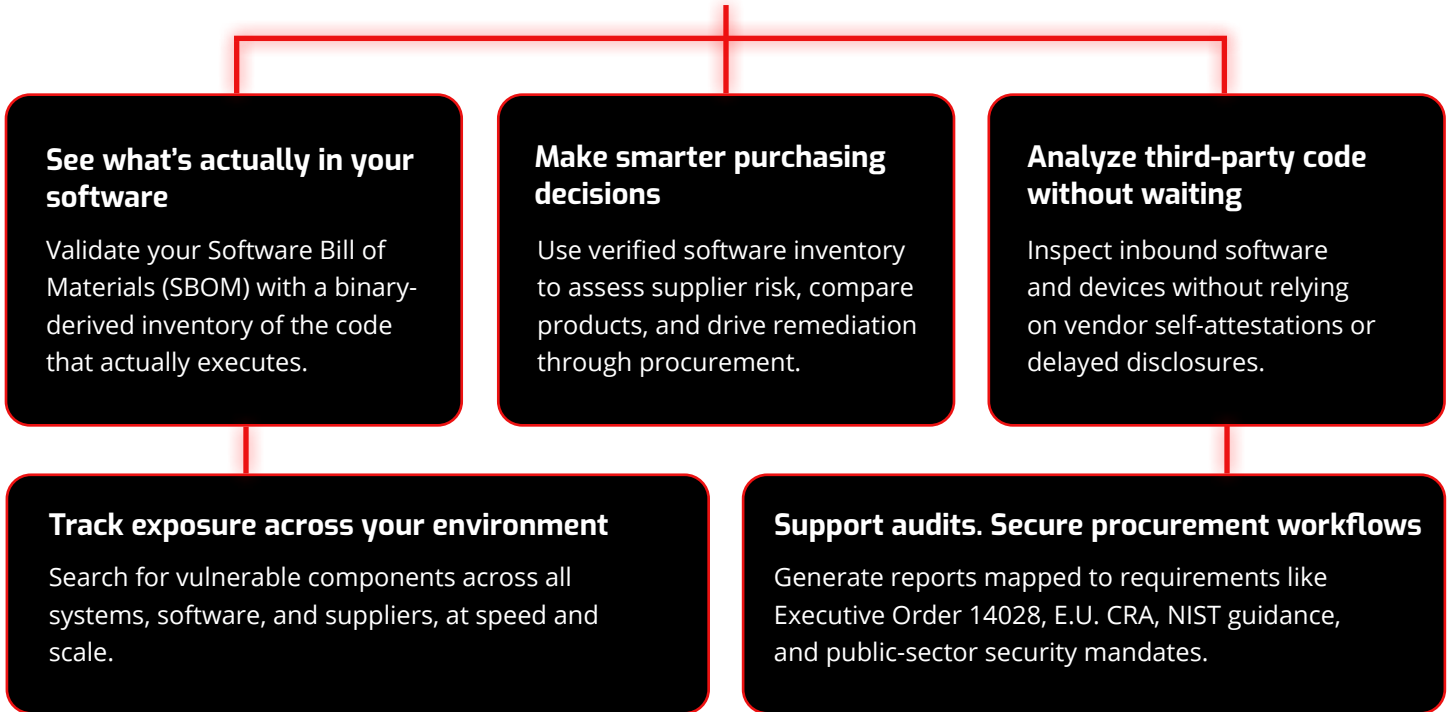 See what’s actually in your
software
Validate your Software Bill of
Materials (SBOM) with a binary-
derived inventory of the code
that actually executes.
Make smarter purchasing
decisions
Use verified software inventory
to assess supplier risk, compare
products, and drive remediation
through procurement.
Analyze third-party code
without waiting
Inspect inbound software
and devices without relying
on vendor self-attestations or
delayed disclosures.
Track exposure across your environment
Search for vulnerable components across all
systems, software, and suppliers, at speed and
scale.
Support audits. Secure procurement workflows
Generate reports mapped to requirements like
Executive Order 14028, E.U. CRA, NIST guidance,
and public-sector security mandates.